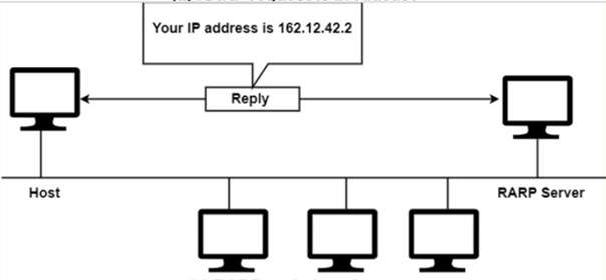 Your IP address is 162.12.42.2
Reply
Host
RARP Server